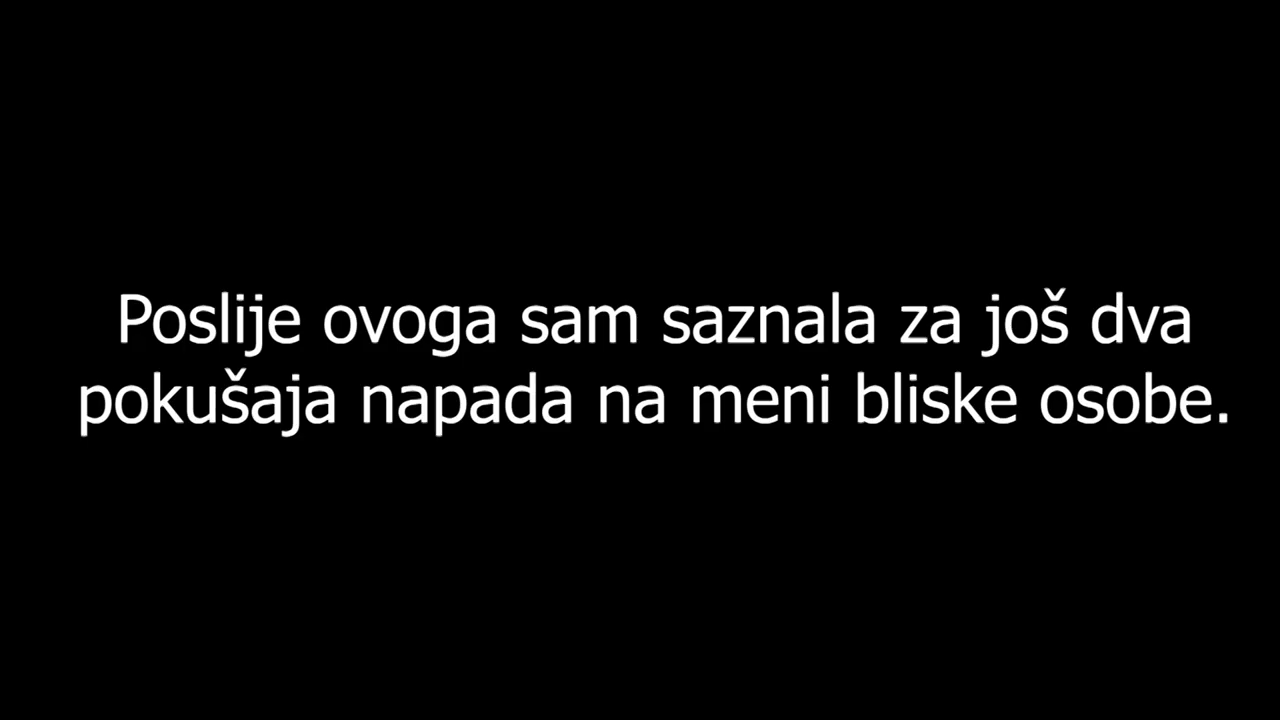 Poslije ovoga sam saznala za još dva
pokušaja napada na meni bliske osobe.